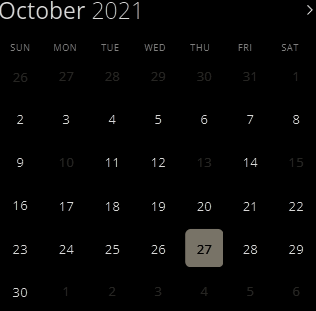 October 2021
SUN MON TUE WED THU FRI SAT
26 27 28 29 30 31 1
2 3 4 5 6 7 8
9 10 11 12 13 14 15
16 17 18 19 20 21 22
23 24 25 26 27 28 29
30 1 2 3 4 5 6